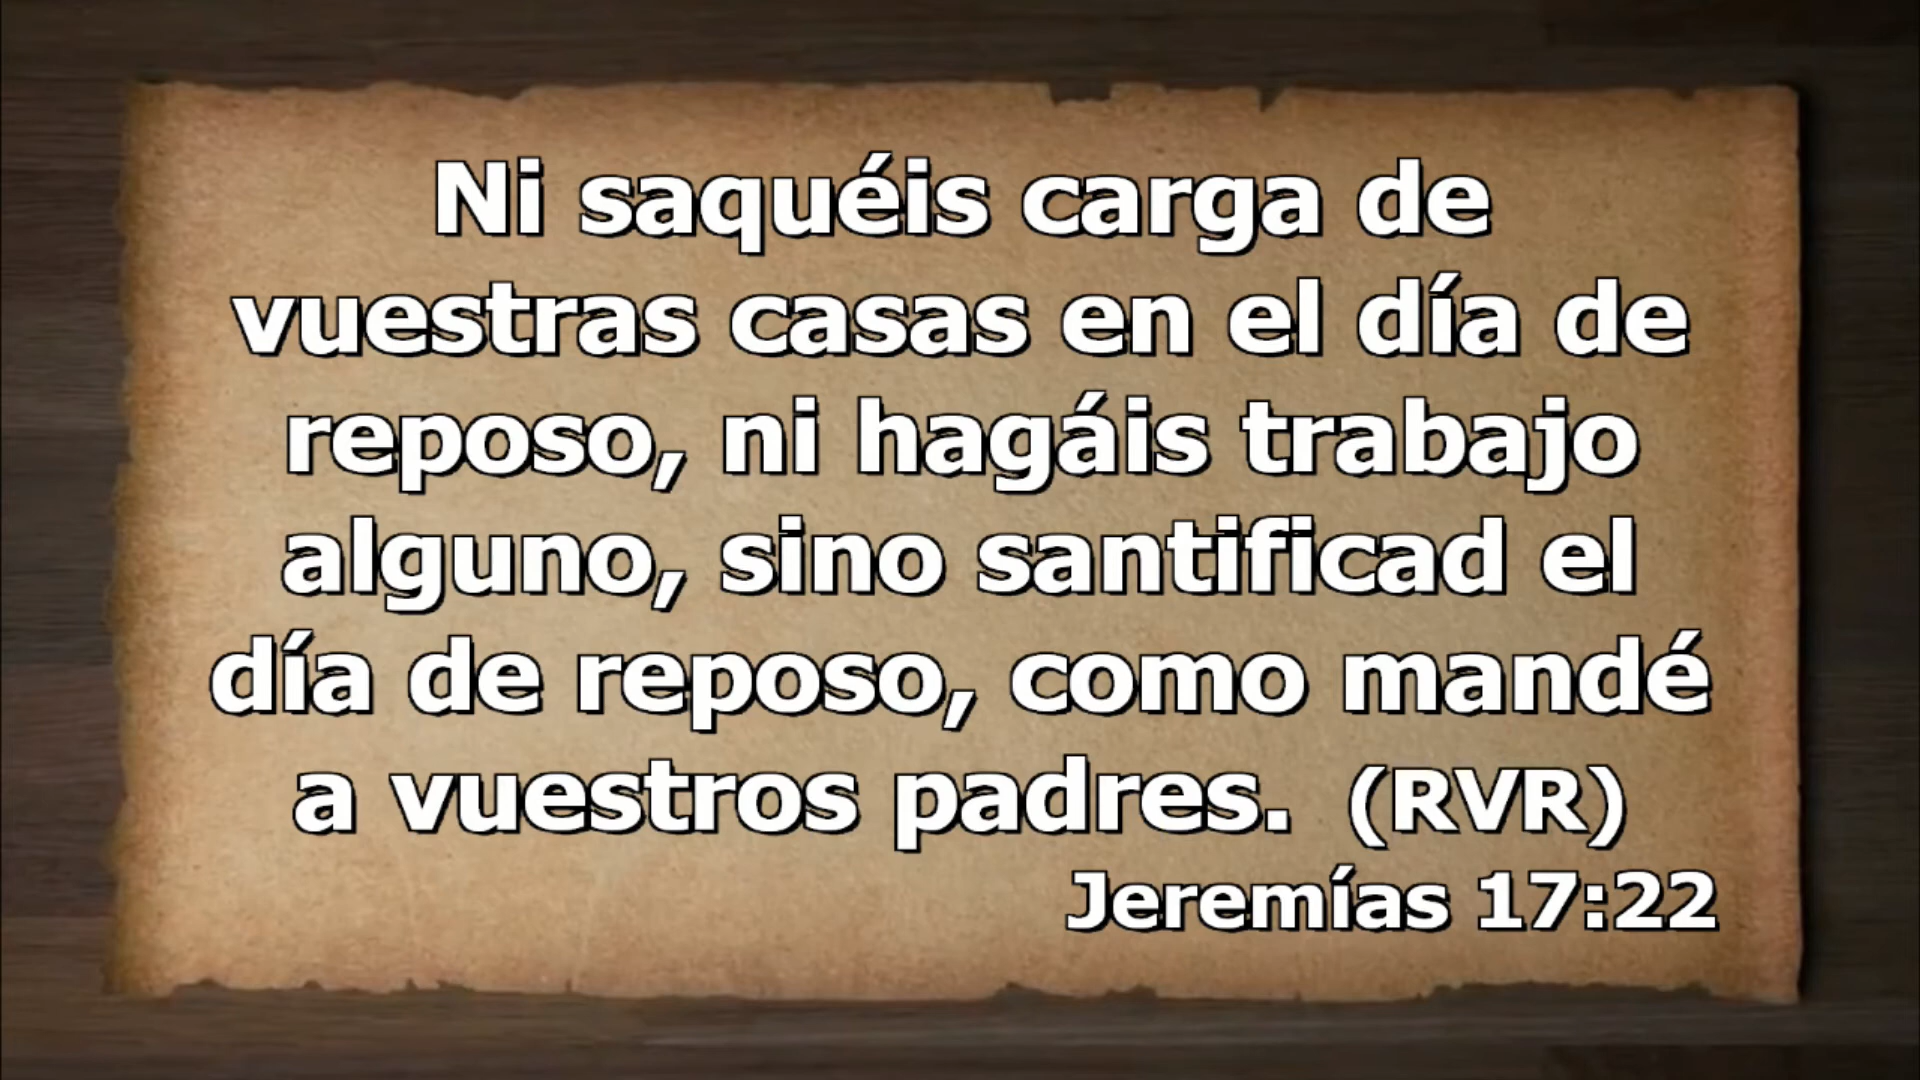 Ni saquéis carga de
vuestras casas en el día de
reposo, ni hagáis trabajo
alguno, sino santificad el
día de reposo, como mandé
a vuestros padres. (RVR)
Jeremías 17:22